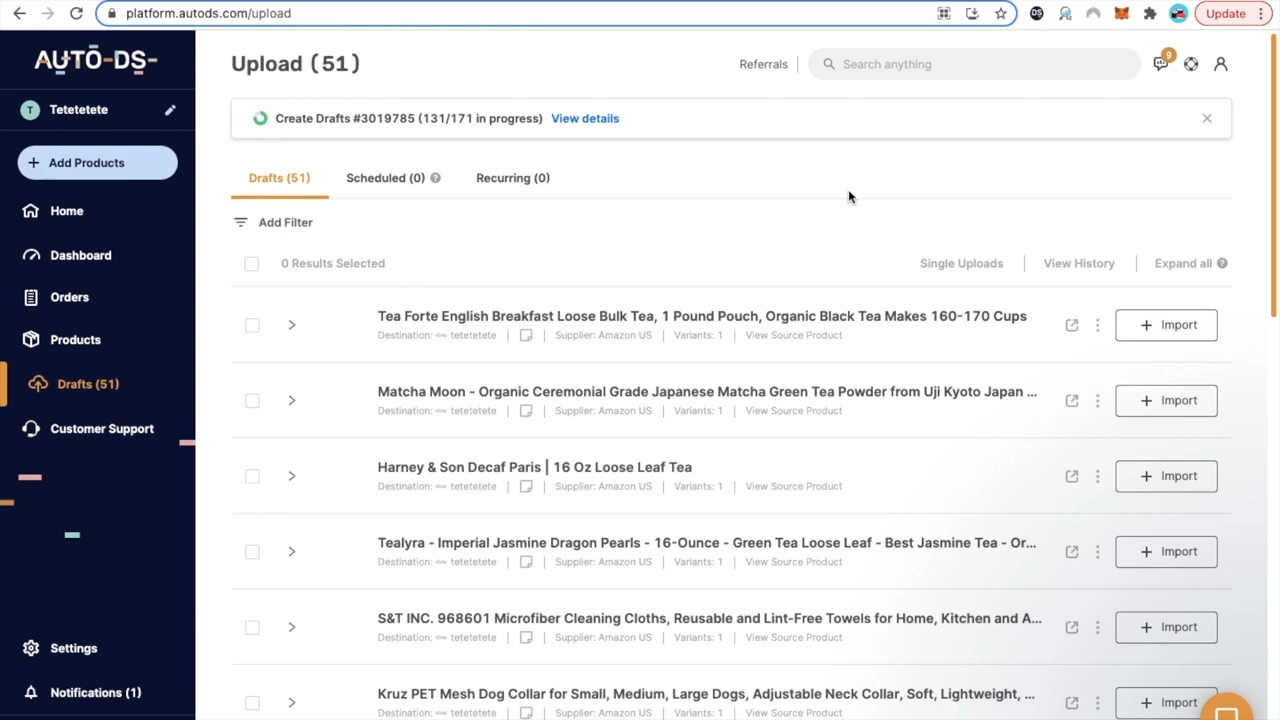 platform.autods.com/upload
Update
AUTO-DS-
Upload (51)
Referrals
Search anything
9
T Tetetetete
Create Drafts #3019785 (131/171 in progress) View details
+ Add Products
Drafts (51)
Scheduled (0)
Recurring (0)
Home
Add Filter
Dashboard
0 Results Selected
Single Uploads
View History
Expand all
Orders
Products
Drafts (51)
Customer Support
Settings
Notifications (1)
Tea Forte English Breakfast Loose Bulk Tea, 1 Pound Pouch, Organic Black Tea Makes 160-170 Cups
Destination: tetetetete | Supplier: Amazon US | Variants: 1 | View Source Product
+ Import
Matcha Moon - Organic Ceremonial Grade Japanese Matcha Green Tea Powder from Uji Kyoto Japan ...
Destination: tetetetete | Supplier: Amazon US | Variants: 1 | View Source Product
+ Import
Harney & Son Decaf Paris | 16 Oz Loose Leaf Tea
Destination: tetetetete | Supplier: Amazon US | Variants: 1 | View Source Product
+ Import
Tealyra - Imperial Jasmine Dragon Pearls - 16-Ounce - Green Tea Loose Leaf - Best Jasmine Tea - Or...
Destination: tetetetete | Supplier: Amazon US | Variants: 1 | View Source Product
+ Import
S&T INC. 968601 Microfiber Cleaning Cloths, Reusable and Lint-Free Towels for Home, Kitchen and A...
Destination: tetetetete | Supplier: Amazon US | Variants: 1 | View Source Product
+ Import
Kruz PET Mesh Dog Collar for Small, Medium, Large Dogs, Adjustable Neck Collar, Soft, Lightweight, ...
Destination: tetetetete | Supplier: Amazon US | Variants: 1 | View Source Product
+ Import